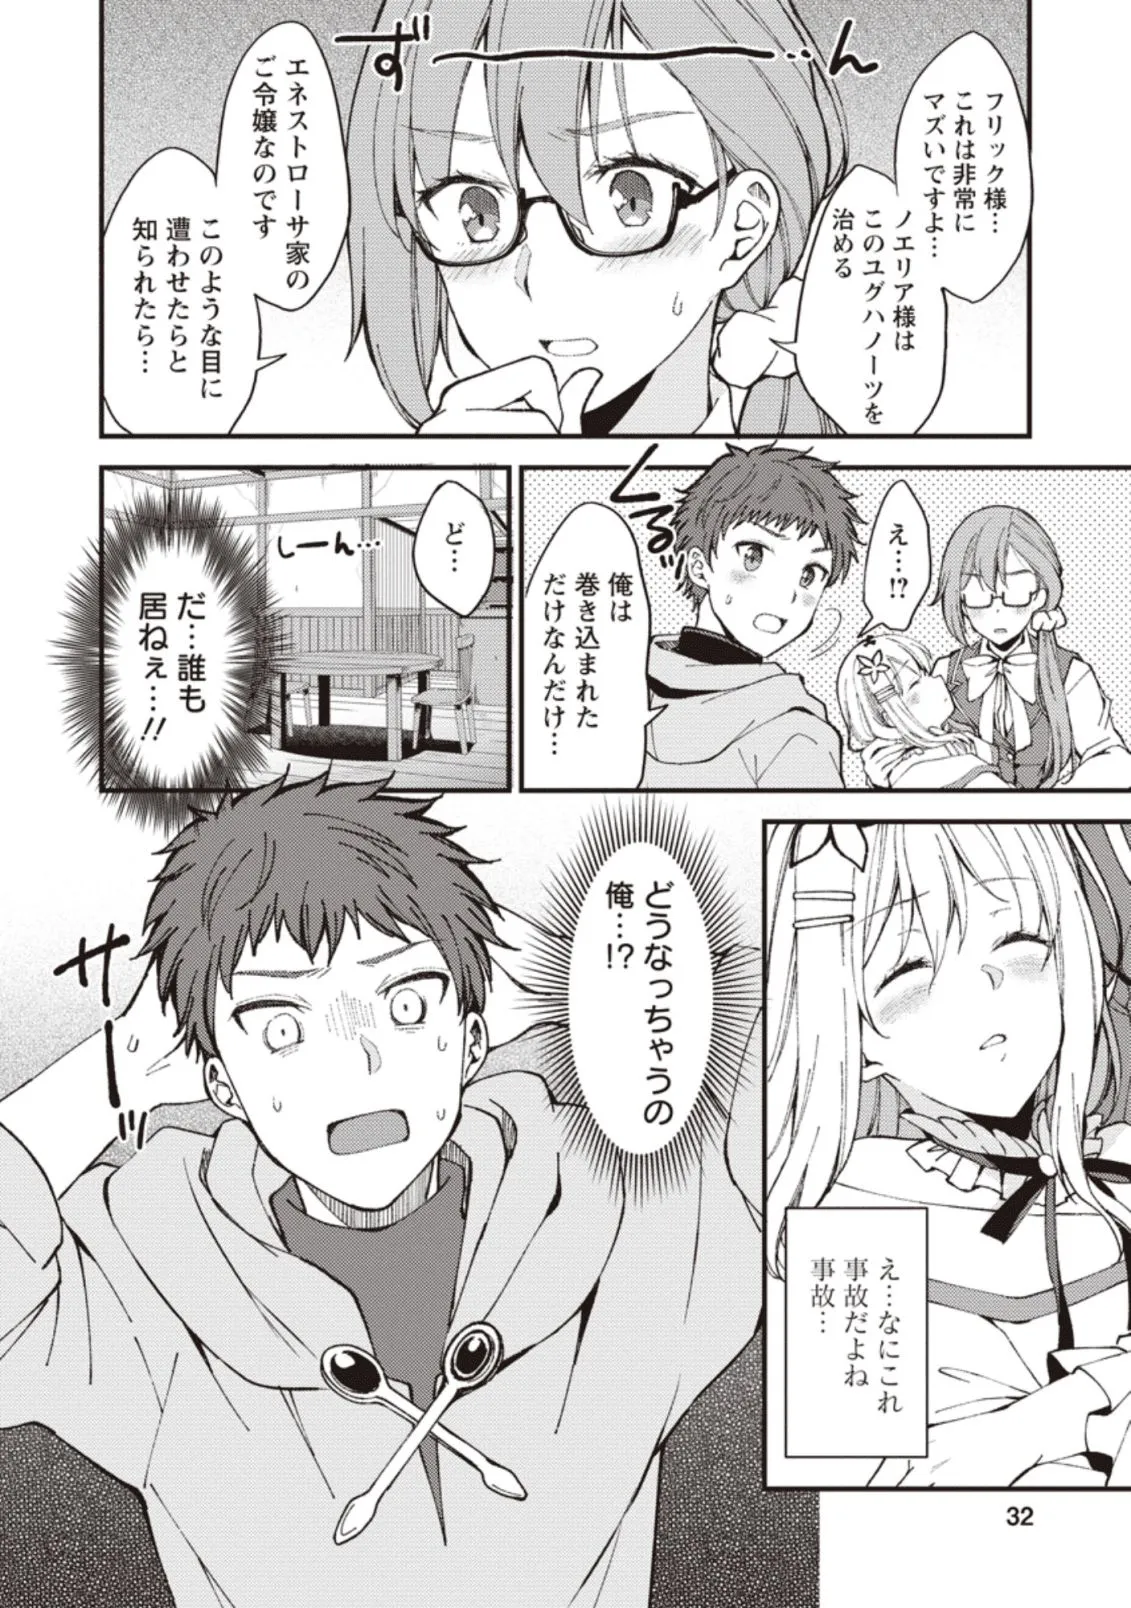 ずーーん
フリック様…
これは非常に
マズいですよ…
ノエリア様は
このユグハノーツを
治める
エネストローサ家の
ご令嬢なのです
このような目に
遭わせたらと
知られたら…
え…!?
くるっ
俺は
巻き込まれた
だけなんだけ…
ど…
しーん…
だ…誰も
居ねぇ…!!
え…なにこれ
事故だよね
事故…
どうなっちゃうの
俺…!?
サーッ
32